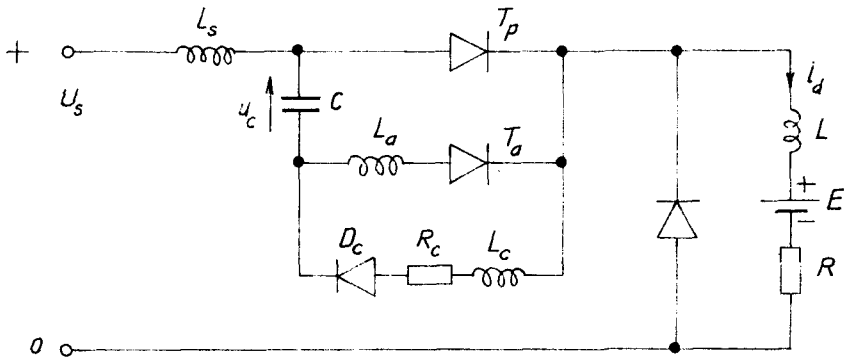 L_s
T_p
+
U_s
u_c
C
i_d
L_a
T_a
L
+
E
−
D_c
R_c
L_c
R
0